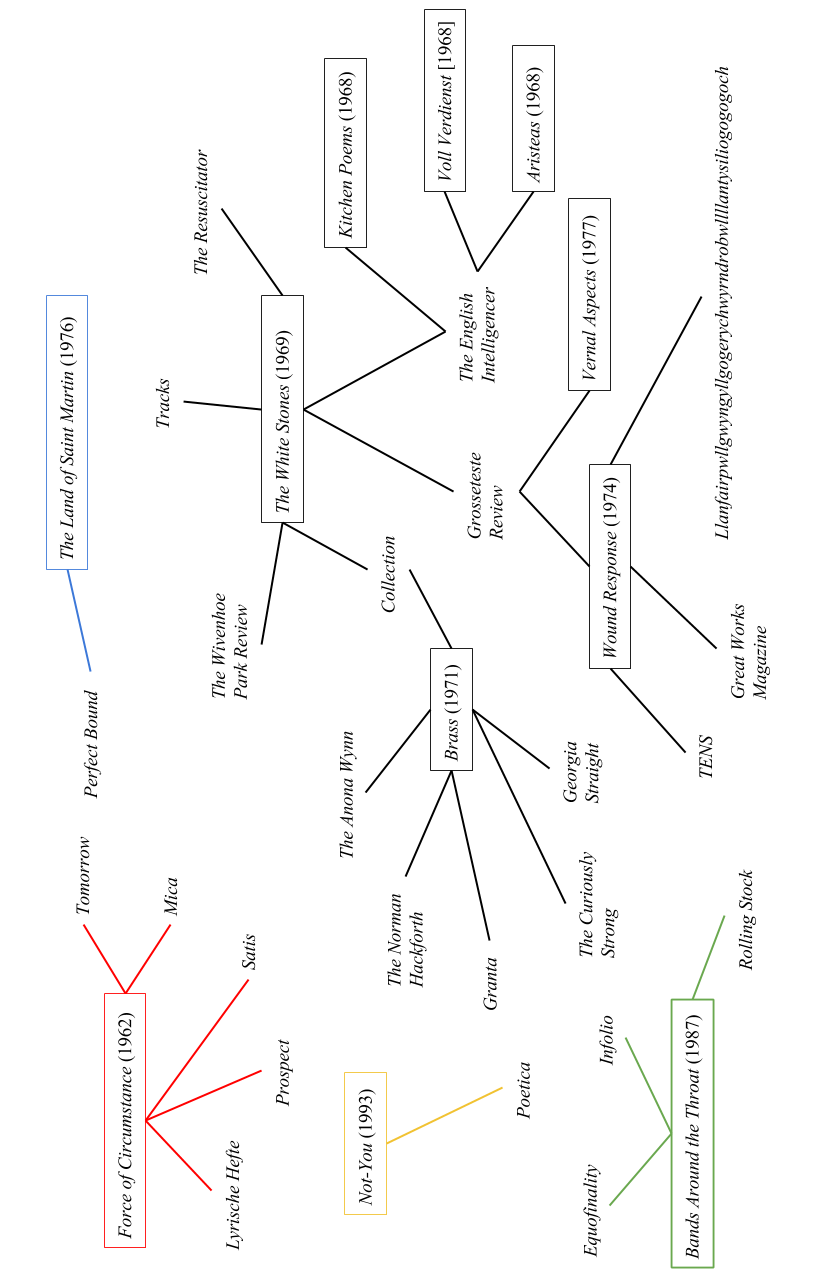 The Land of Saint Martin (1976)
Tomorrow
Perfect Bound
Force of Circumstance (1962)
Mica
Tracks
The Resuscitator
The Wivenhoe
Park Review
Lyrische Hefte
Satis
Prospect
The White Stones (1969)
The Anona Wynn
Kitchen Poems (1968)
Not-You (1993)
Collection
The Norman
Hackforth
Voll Verdienst [1968]
Brass (1971)
The English
Intelligencer
Grosseteste
Review
Granta
Poetica
Aristeas (1968)
Georgia
Straight
The Curiously
Strong
Vernal Aspects (1977)
Equofinality
Infolio
Wound Response (1974)
Bands Around the Throat (1987)
TENS
Llanfairpwllgwyngyllgogerychwyrndrobwllllantysiliogogogoch
Great Works
Magazine
Rolling Stock